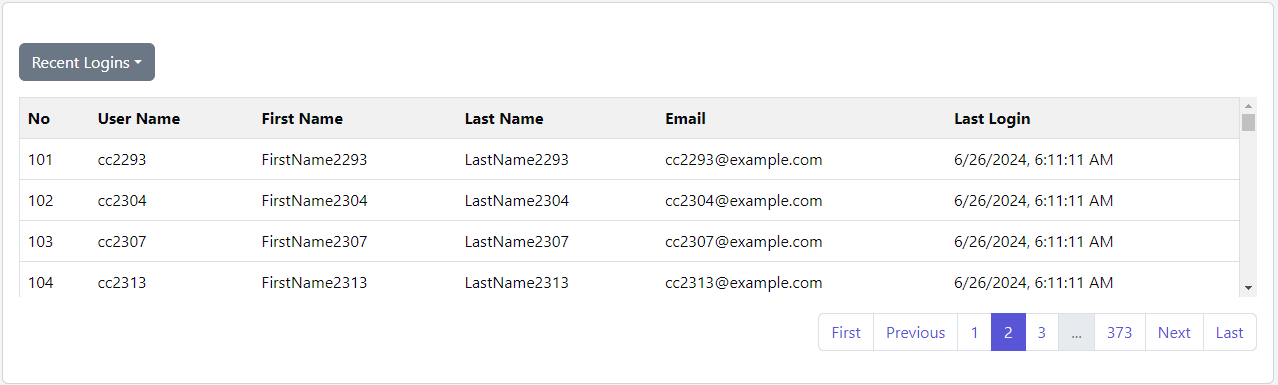 Recent Logins
No User Name First Name Last Name Email Last Login
101 cc2293 FirstName2293 LastName2293 cc2293@example.com 6/26/2024, 6:11:11 AM
102 cc2304 FirstName2304 LastName2304 cc2304@example.com 6/26/2024, 6:11:11 AM
103 cc2307 FirstName2307 LastName2307 cc2307@example.com 6/26/2024, 6:11:11 AM
104 cc2313 FirstName2313 LastName2313 cc2313@example.com 6/26/2024, 6:11:11 AM
First Previous 1 2 3 ... 373 Next Last